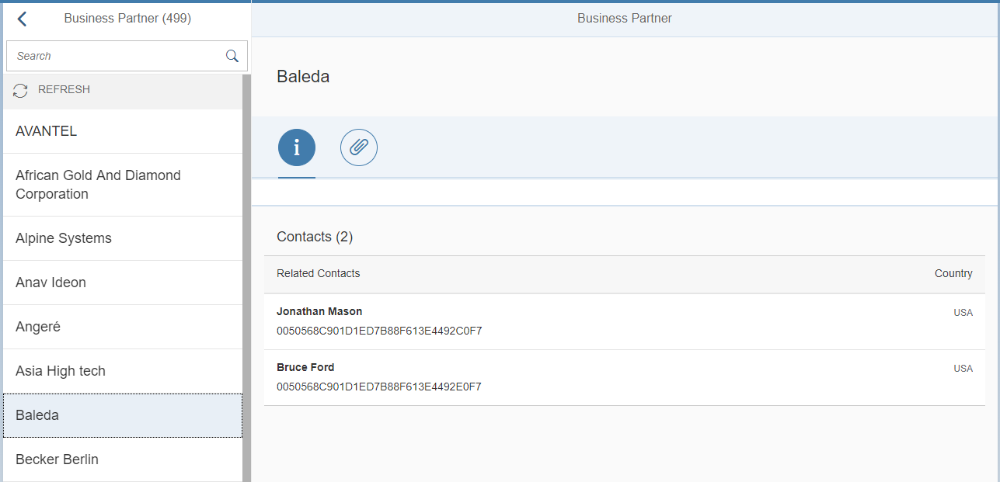 Business Partner (499)
Search
REFRESH
AVANTEL
African Gold And Diamond
Corporation
Alpine Systems
Anav Ideon
Angeré
Asia High tech
Baleda
Becker Berlin
Business Partner
Baleda
Contacts (2)
Related Contacts Country
Jonathan Mason USA
0050568C901D1ED7B88F613E4492C0F7
Bruce Ford USA
0050568C901D1ED7B88F613E4492E0F7